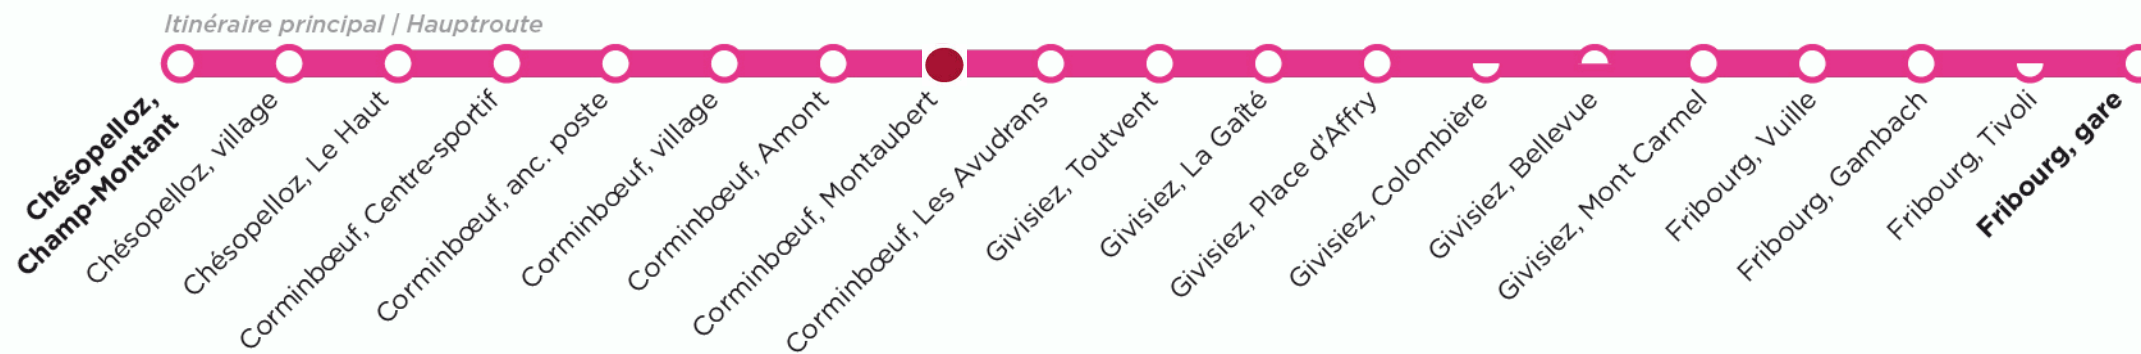 Itinéraire principal | Hauptroute
Chésopelloz,
Champ-Montant
Chésopelloz, village
Chésopelloz, Le Haut
Corminbœuf, Centre-sportif
Corminbœuf, anc. poste
Corminbœuf, village
Corminbœuf, Amont
Corminbœuf, Montaubert
Corminbœuf, Les Avudrans
Givisiez, Toutvent
Givisiez, La Gaîté
Givisiez, Place d'Affry
Givisiez, Colombière
Givisiez, Bellevue
Givisiez, Mont Carmel
Fribourg, Vuille
Fribourg, Gambach
Fribourg, Tivoli
Fribourg, gare